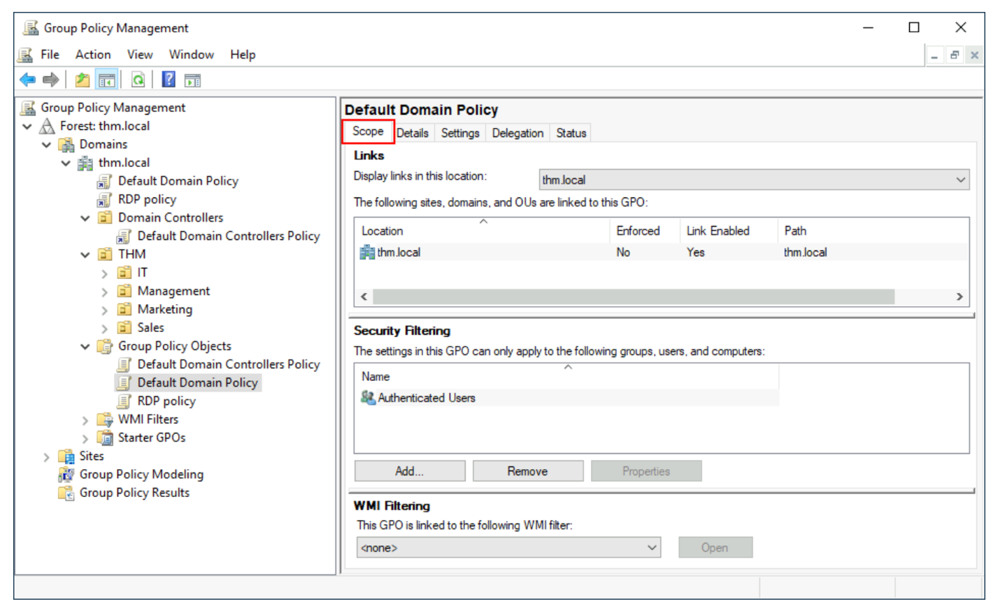 Group Policy Management
File Action View Window Help
Group Policy Management
Forest: thm.local
Domains
thm.local
Default Domain Policy
RDP policy
Domain Controllers
Default Domain Controllers Policy
THM
IT
Management
Marketing
Sales
Group Policy Objects
Default Domain Controllers Policy
Default Domain Policy
RDP policy
WMI Filters
Starter GPOs
Sites
Group Policy Modeling
Group Policy Results
Default Domain Policy
Scope Details Settings Delegation Status
Links
Display links in this location: thm.local
The following sites, domains, and OUs are linked to this GPO:
Location Enforced Link Enabled Path
thm.local No Yes thm.local
Security Filtering
The settings in this GPO can only apply to the following groups, users, and computers:
Name
Authenticated Users
Add... Remove Properties
WMI Filtering
This GPO is linked to the following WMI filter:
<none> Open